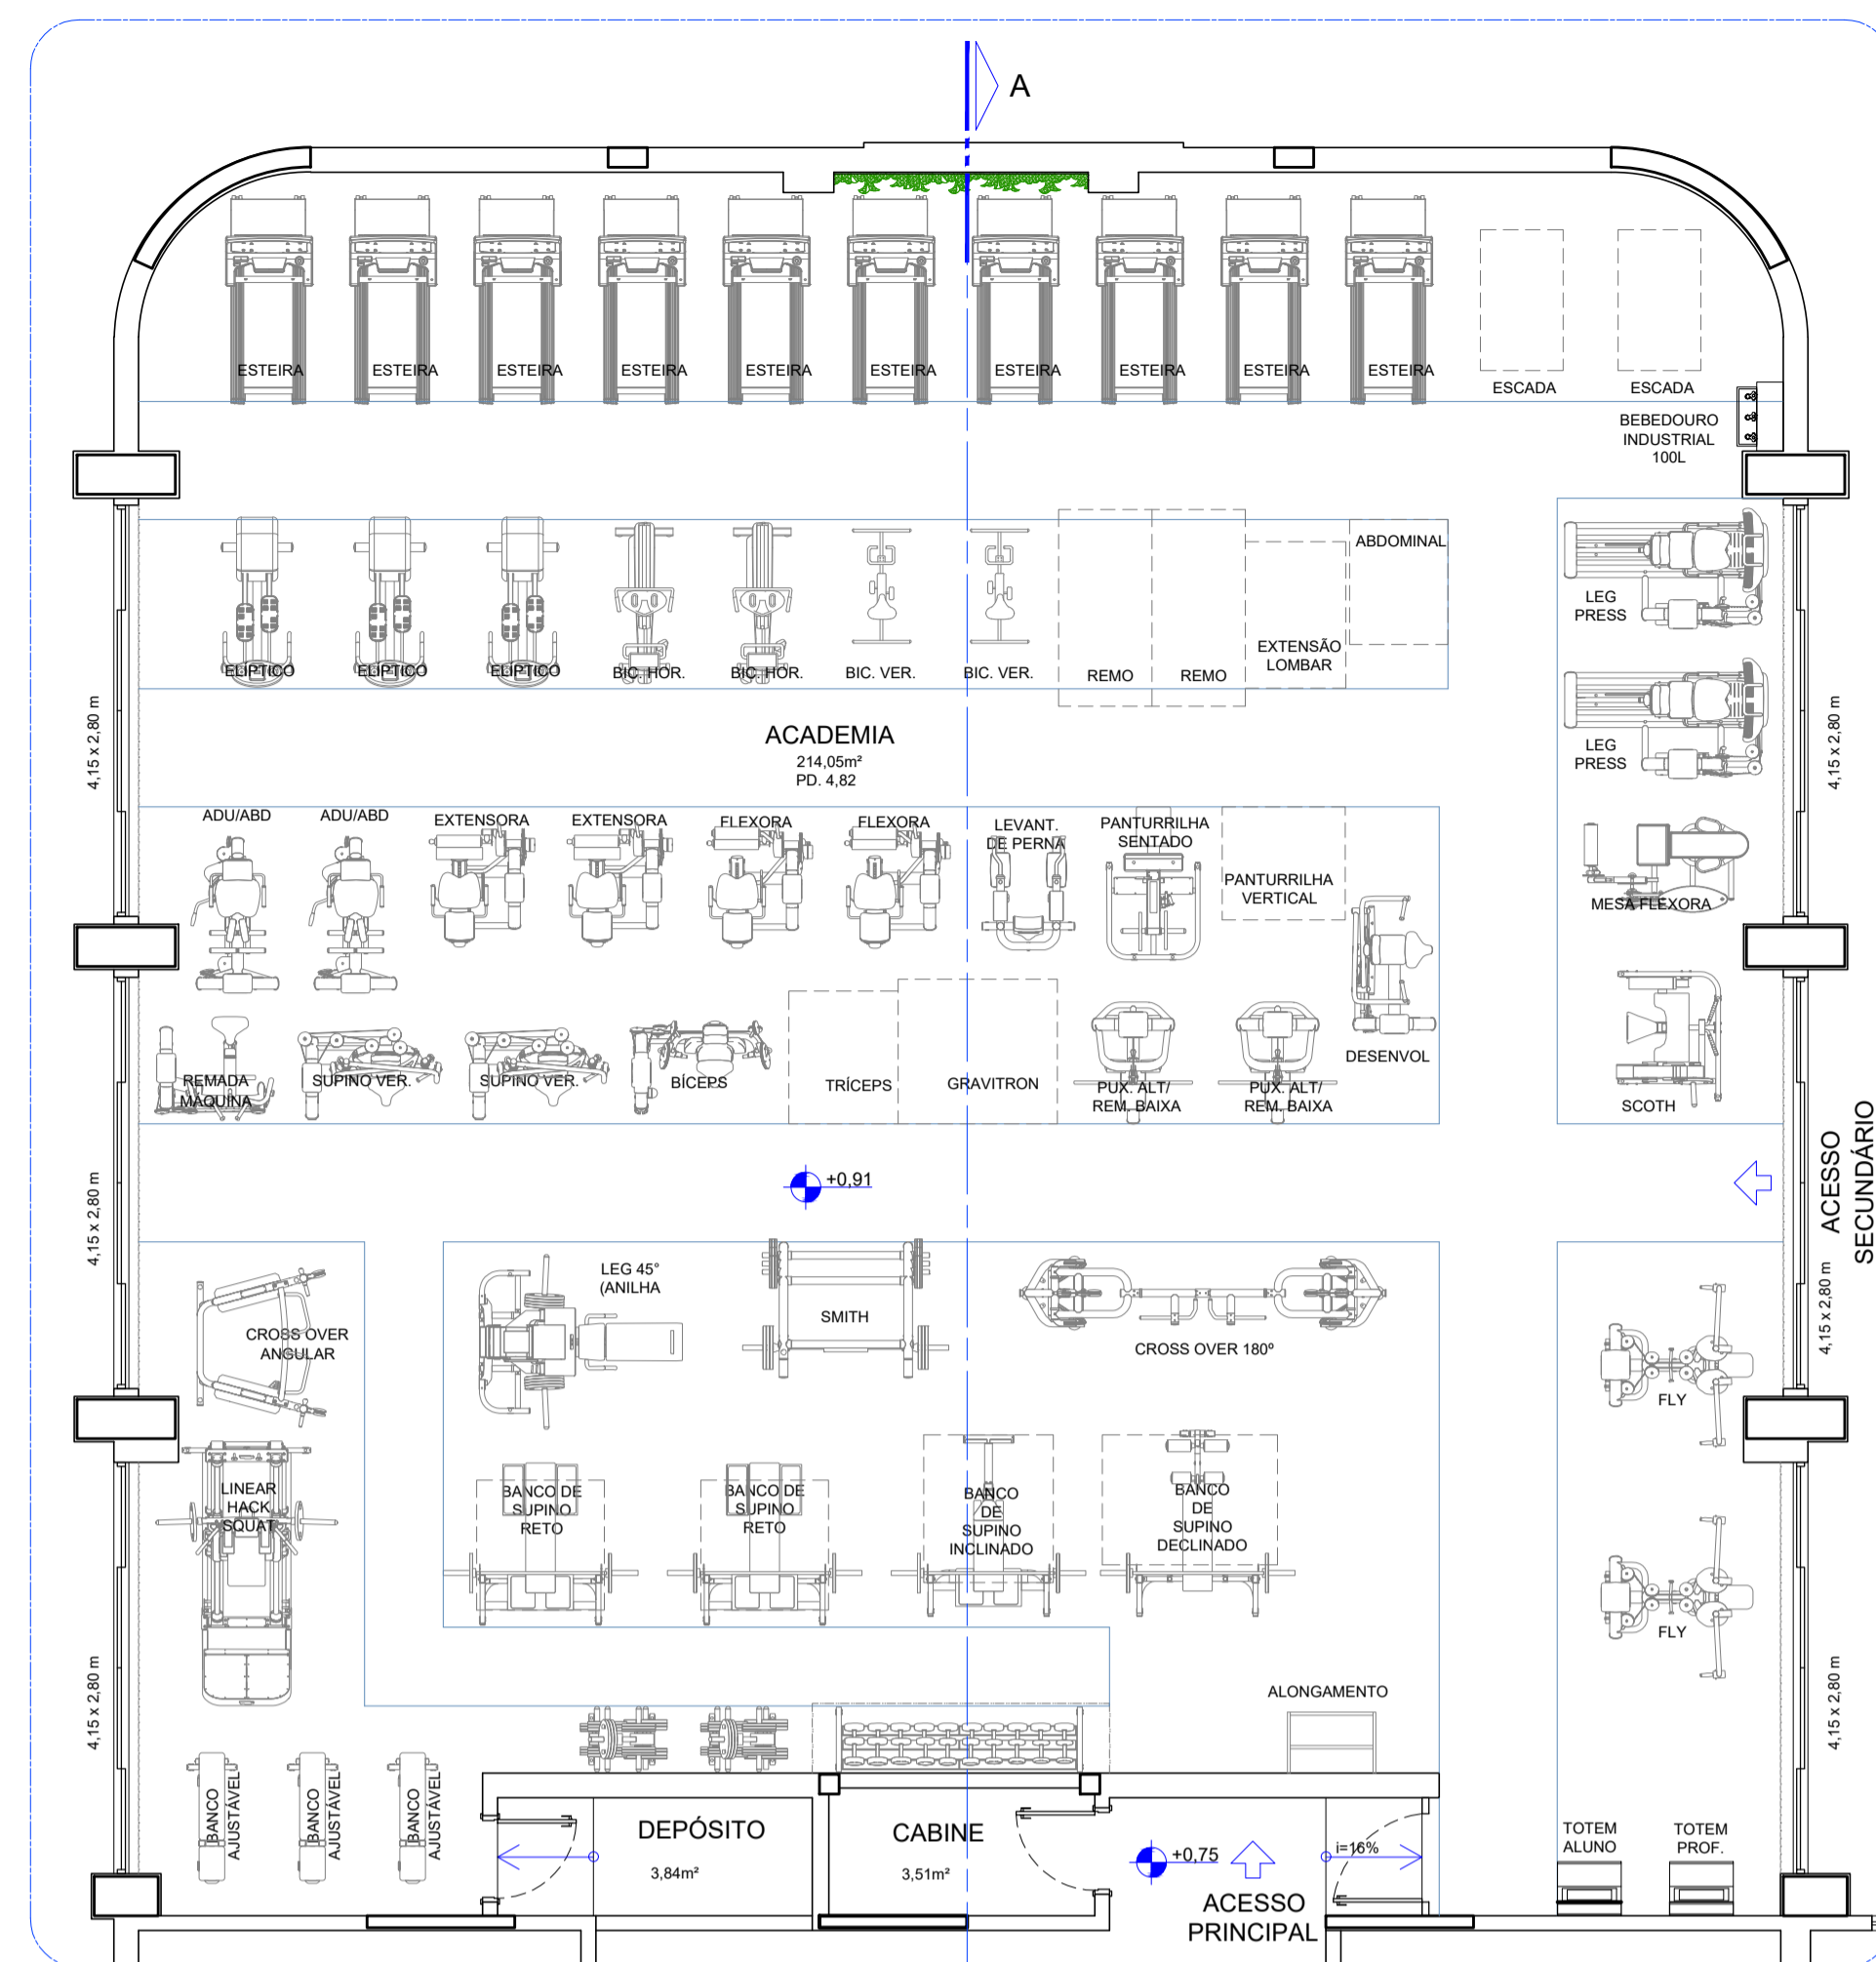 A
ESTEIRA
ESTEIRA
ESTEIRA
ESTEIRA
ESTEIRA
ESTEIRA
ESTEIRA
ESTEIRA
ESTEIRA
ESTEIRA
ESCADA
ESCADA
BEBEDOURO
INDUSTRIAL
100L
ABDOMINAL
LEG
PRESS
EXTENSÃO
LOMBAR
ELIPTICO
ELIPTICO
ELIPTICO
BIC. HOR.
BIC. HOR.
BIC. VER.
BIC. VER.
REMO
REMO
4,15 x 2,80 m
ACADEMIA
214,05m²
PD. 4,82
LEG
PRESS
4,15 x 2,80 m
ADU/ABD
ADU/ABD
EXTENSORA
EXTENSORA
FLEXORA
FLEXORA
LEVANT.
DE PERNA
PANTURRILHA
SENTADO
PANTURRILHA
VERTICAL
MESA FLEXORA
DESENVOL
REMADA
MÁQUINA
SUPINO VER.
SUPINO VER.
BÍCEPS
TRÍCEPS
GRAVITRON
PUX. ALT/
REM. BAIXA
PUX. ALT/
REM. BAIXA
SCOTH
ACESSO
SECUNDÁRIO
4,15 x 2,80 m
+0,91
4,15 x 2,80 m
LEG 45°
(ANILHA
SMITH
CROSS OVER
ANGULAR
CROSS OVER 180º
FLY
LINEAR
HACK
SQUAT
BANCO DE
SUPINO
RETO
BANCO DE
SUPINO
RETO
BANCO
DE
SUPINO
INCLINADO
BANCO
DE
SUPINO
DECLINADO
FLY
4,15 x 2,80 m
ALONGAMENTO
4,15 x 2,80 m
BANCO
AJUSTÁVEL
BANCO
AJUSTÁVEL
BANCO
AJUSTÁVEL
DEPÓSITO
3,84m²
CABINE
3,51m²
+0,75
i=16%
ACESSO
PRINCIPAL
TOTEM
ALUNO
TOTEM
PROF.